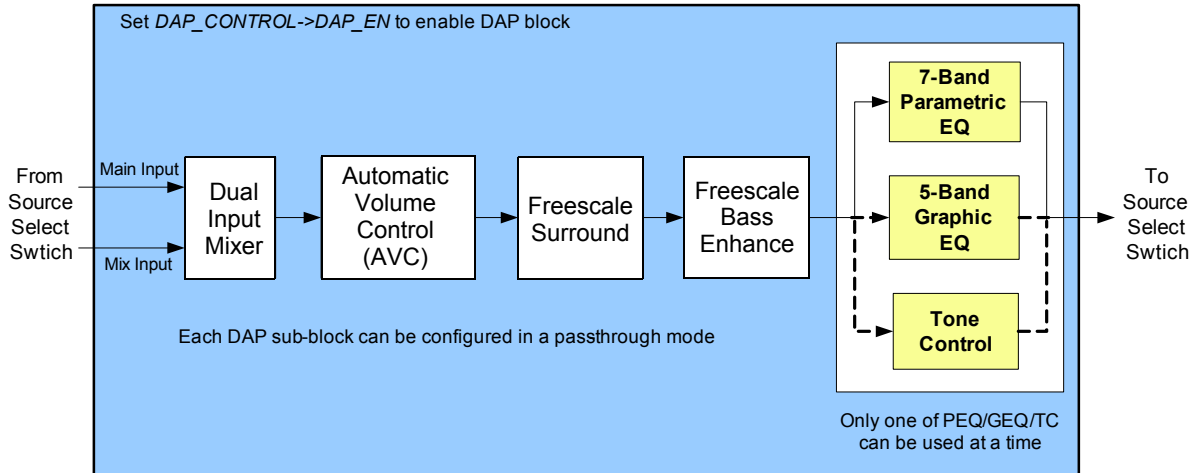 Set DAP_CONTROL->DAP_EN to enable DAP block
From
Source
Select
Swtich
Main Input
Mix Input
Dual
Input
Mixer
Automatic
Volume
Control
(AVC)
Freescale
Surround
Freescale
Bass
Enhance
7-Band
Parametric
EQ
5-Band
Graphic
EQ
Tone
Control
To
Source
Select
Swtich
Each DAP sub-block can be configured in a passthrough mode
Only one of PEQ/GEQ/TC
can be used at a time